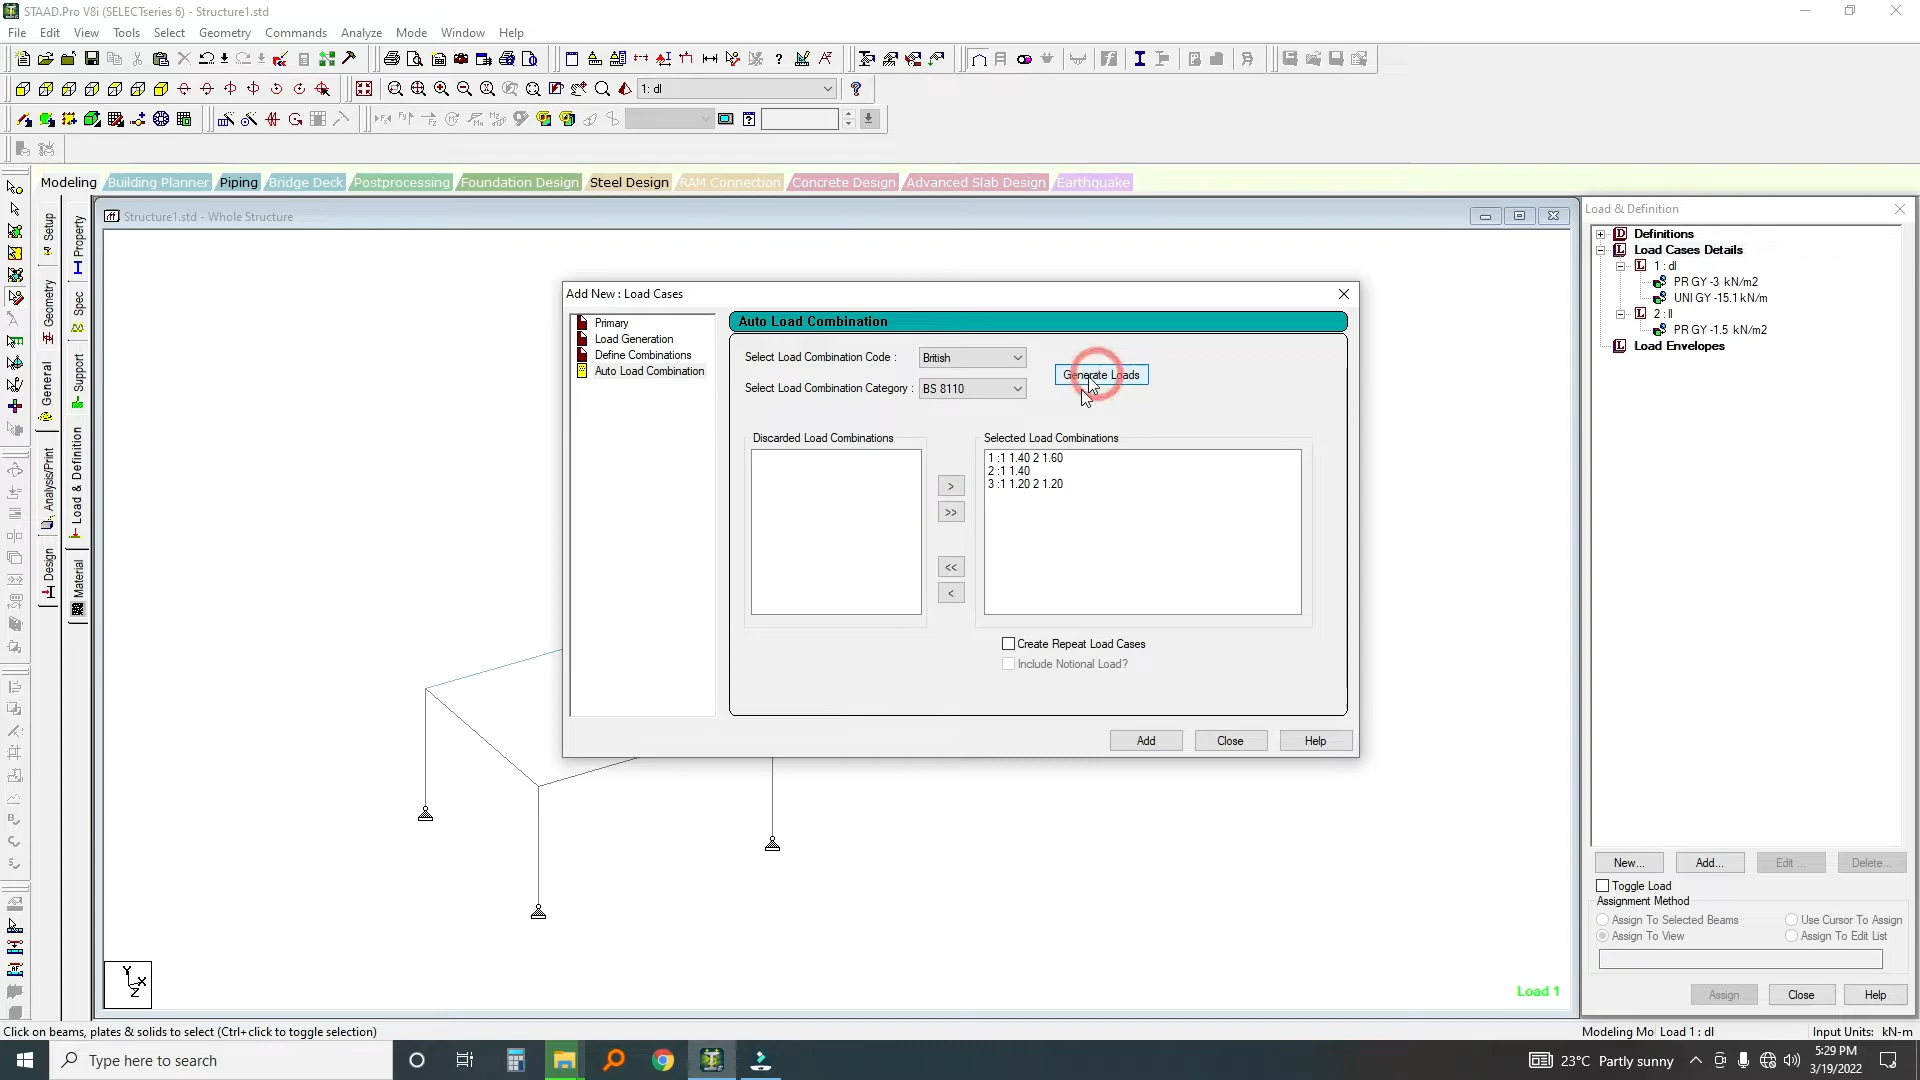 STAAD.Pro V8i (SELECTseries 6) - Structure1.std
File Edit View Tools Select Geometry Commands Analyze Mode Window Help
1: dl
Modeling Building Planner Piping Bridge Deck Postprocessing Foundation Design Steel Design RAM Connection Concrete Design Advanced Slab Design Earthquake
Setup
Geometry
General
Analysis/Print
Design
Property
Spec
Support
Load & Definition
Material
Structure1.std - Whole Structure
Add New : Load Cases
Primary
Load Generation
Define Combinations
Auto Load Combination
Auto Load Combination
Select Load Combination Code : British
Generate Loads
Select Load Combination Category : BS 8110
Discarded Load Combinations
Selected Load Combinations
1 :1 1.40 2 1.60
2 :1 1.40
3 :1 1.20 2 1.20
>
>>
<<
<
Create Repeat Load Cases
Include Notional Load?
Add Close Help
Y
X
Z
Load 1
Load & Definition
Definitions
Load Cases Details
1 : dl
PR GY -3 kN/m2
UNI GY -15.1 kN/m
2 : ll
PR GY -1.5 kN/m2
Load Envelopes
New... Add... Edit ... Delete...
Toggle Load
Assignment Method
Assign To Selected Beams Use Cursor To Assign
Assign To View Assign To Edit List
Assign Close Help
Click on beams, plates & solids to select (Ctrl+click to toggle selection)
Modeling Mo Load 1 : dl Input Units: kN-m
Type here to search
23°C Partly sunny
5:29 PM
3/19/2022